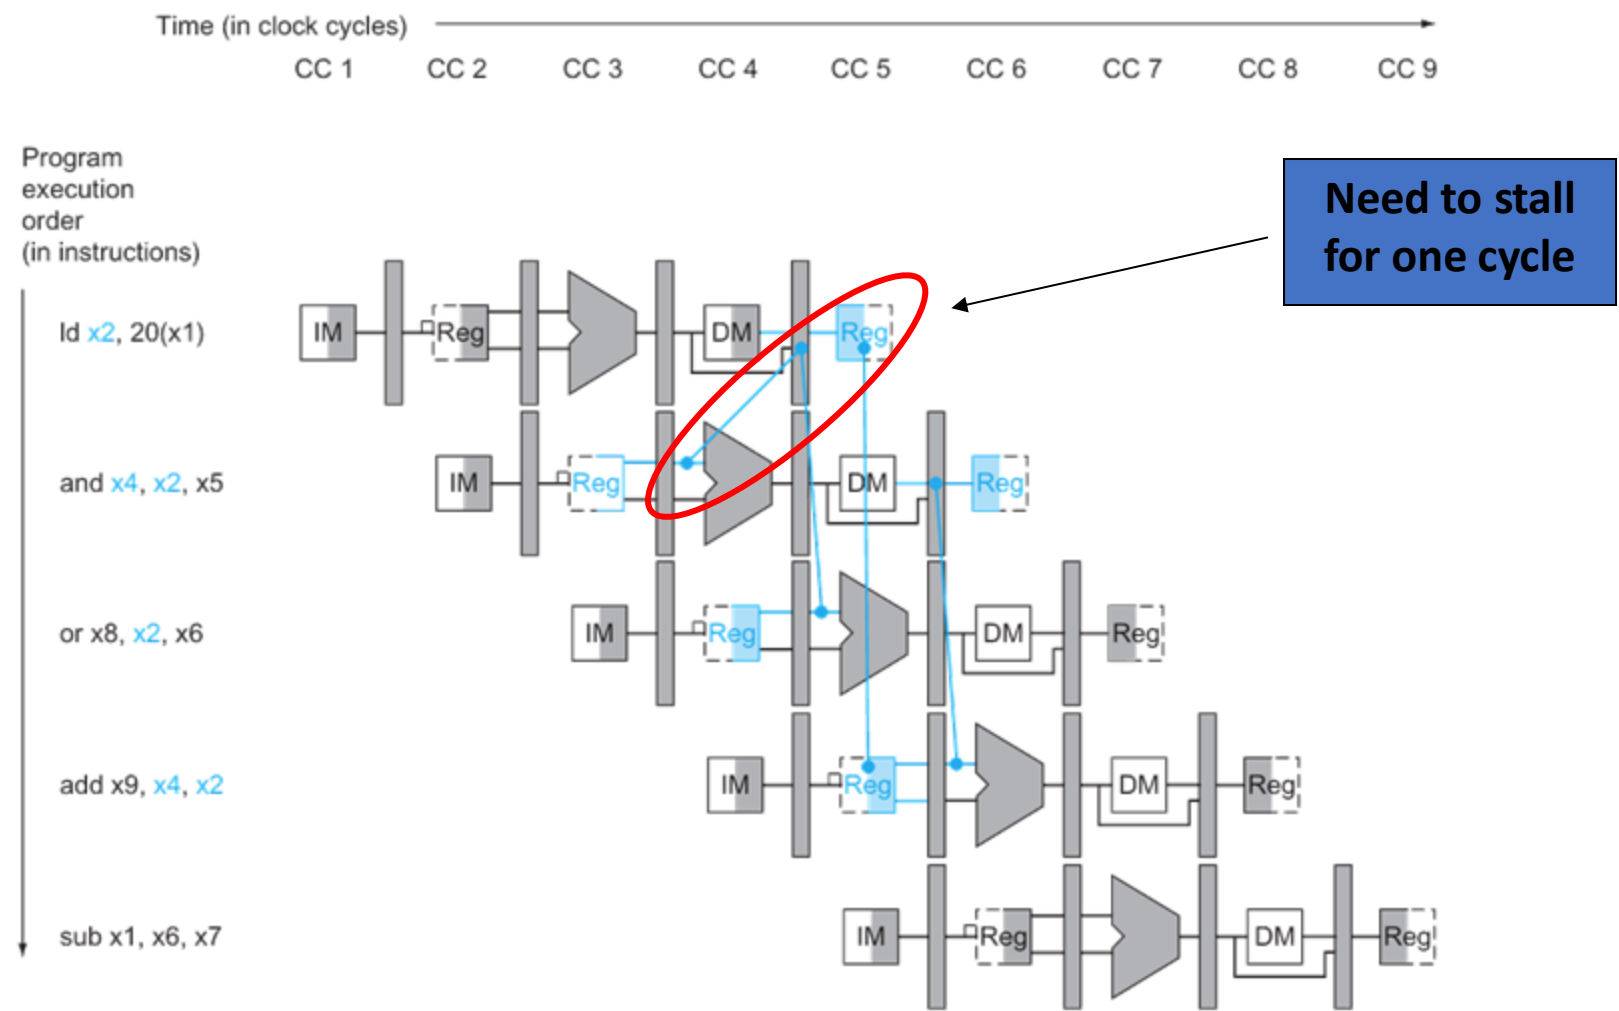 Time (in clock cycles)
CC 1 CC 2 CC 3 CC 4 CC 5 CC 6 CC 7 CC 8 CC 9
Program
execution
order
(in instructions)
Need to stall
for one cycle
ld x2, 20(x1)
IM Reg DM Reg
and x4, x2, x5
IM Reg DM Reg
or x8, x2, x6
IM Reg DM Reg
add x9, x4, x2
IM Reg DM Reg
sub x1, x6, x7
IM Reg DM Reg